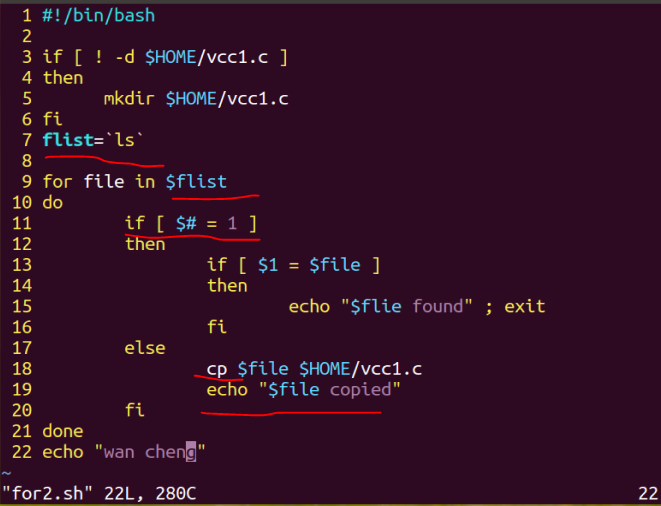 1 #!/bin/bash
2
3 if [ ! -d $HOME/vcc1.c ]
4 then
5       mkdir $HOME/vcc1.c
6 fi
7 flist=`ls`
8
9 for file in $flist
10 do
11         if [ $# = 1 ]
12         then
13                 if [ $1 = $file ]
14                 then
15                         echo "$flie found" ; exit
16                 fi
17         else
18                 cp $file $HOME/vcc1.c
19                 echo "$file copied"
20         fi
21 done
22 echo "wan cheng"
~
"for2.sh" 22L, 280C 22